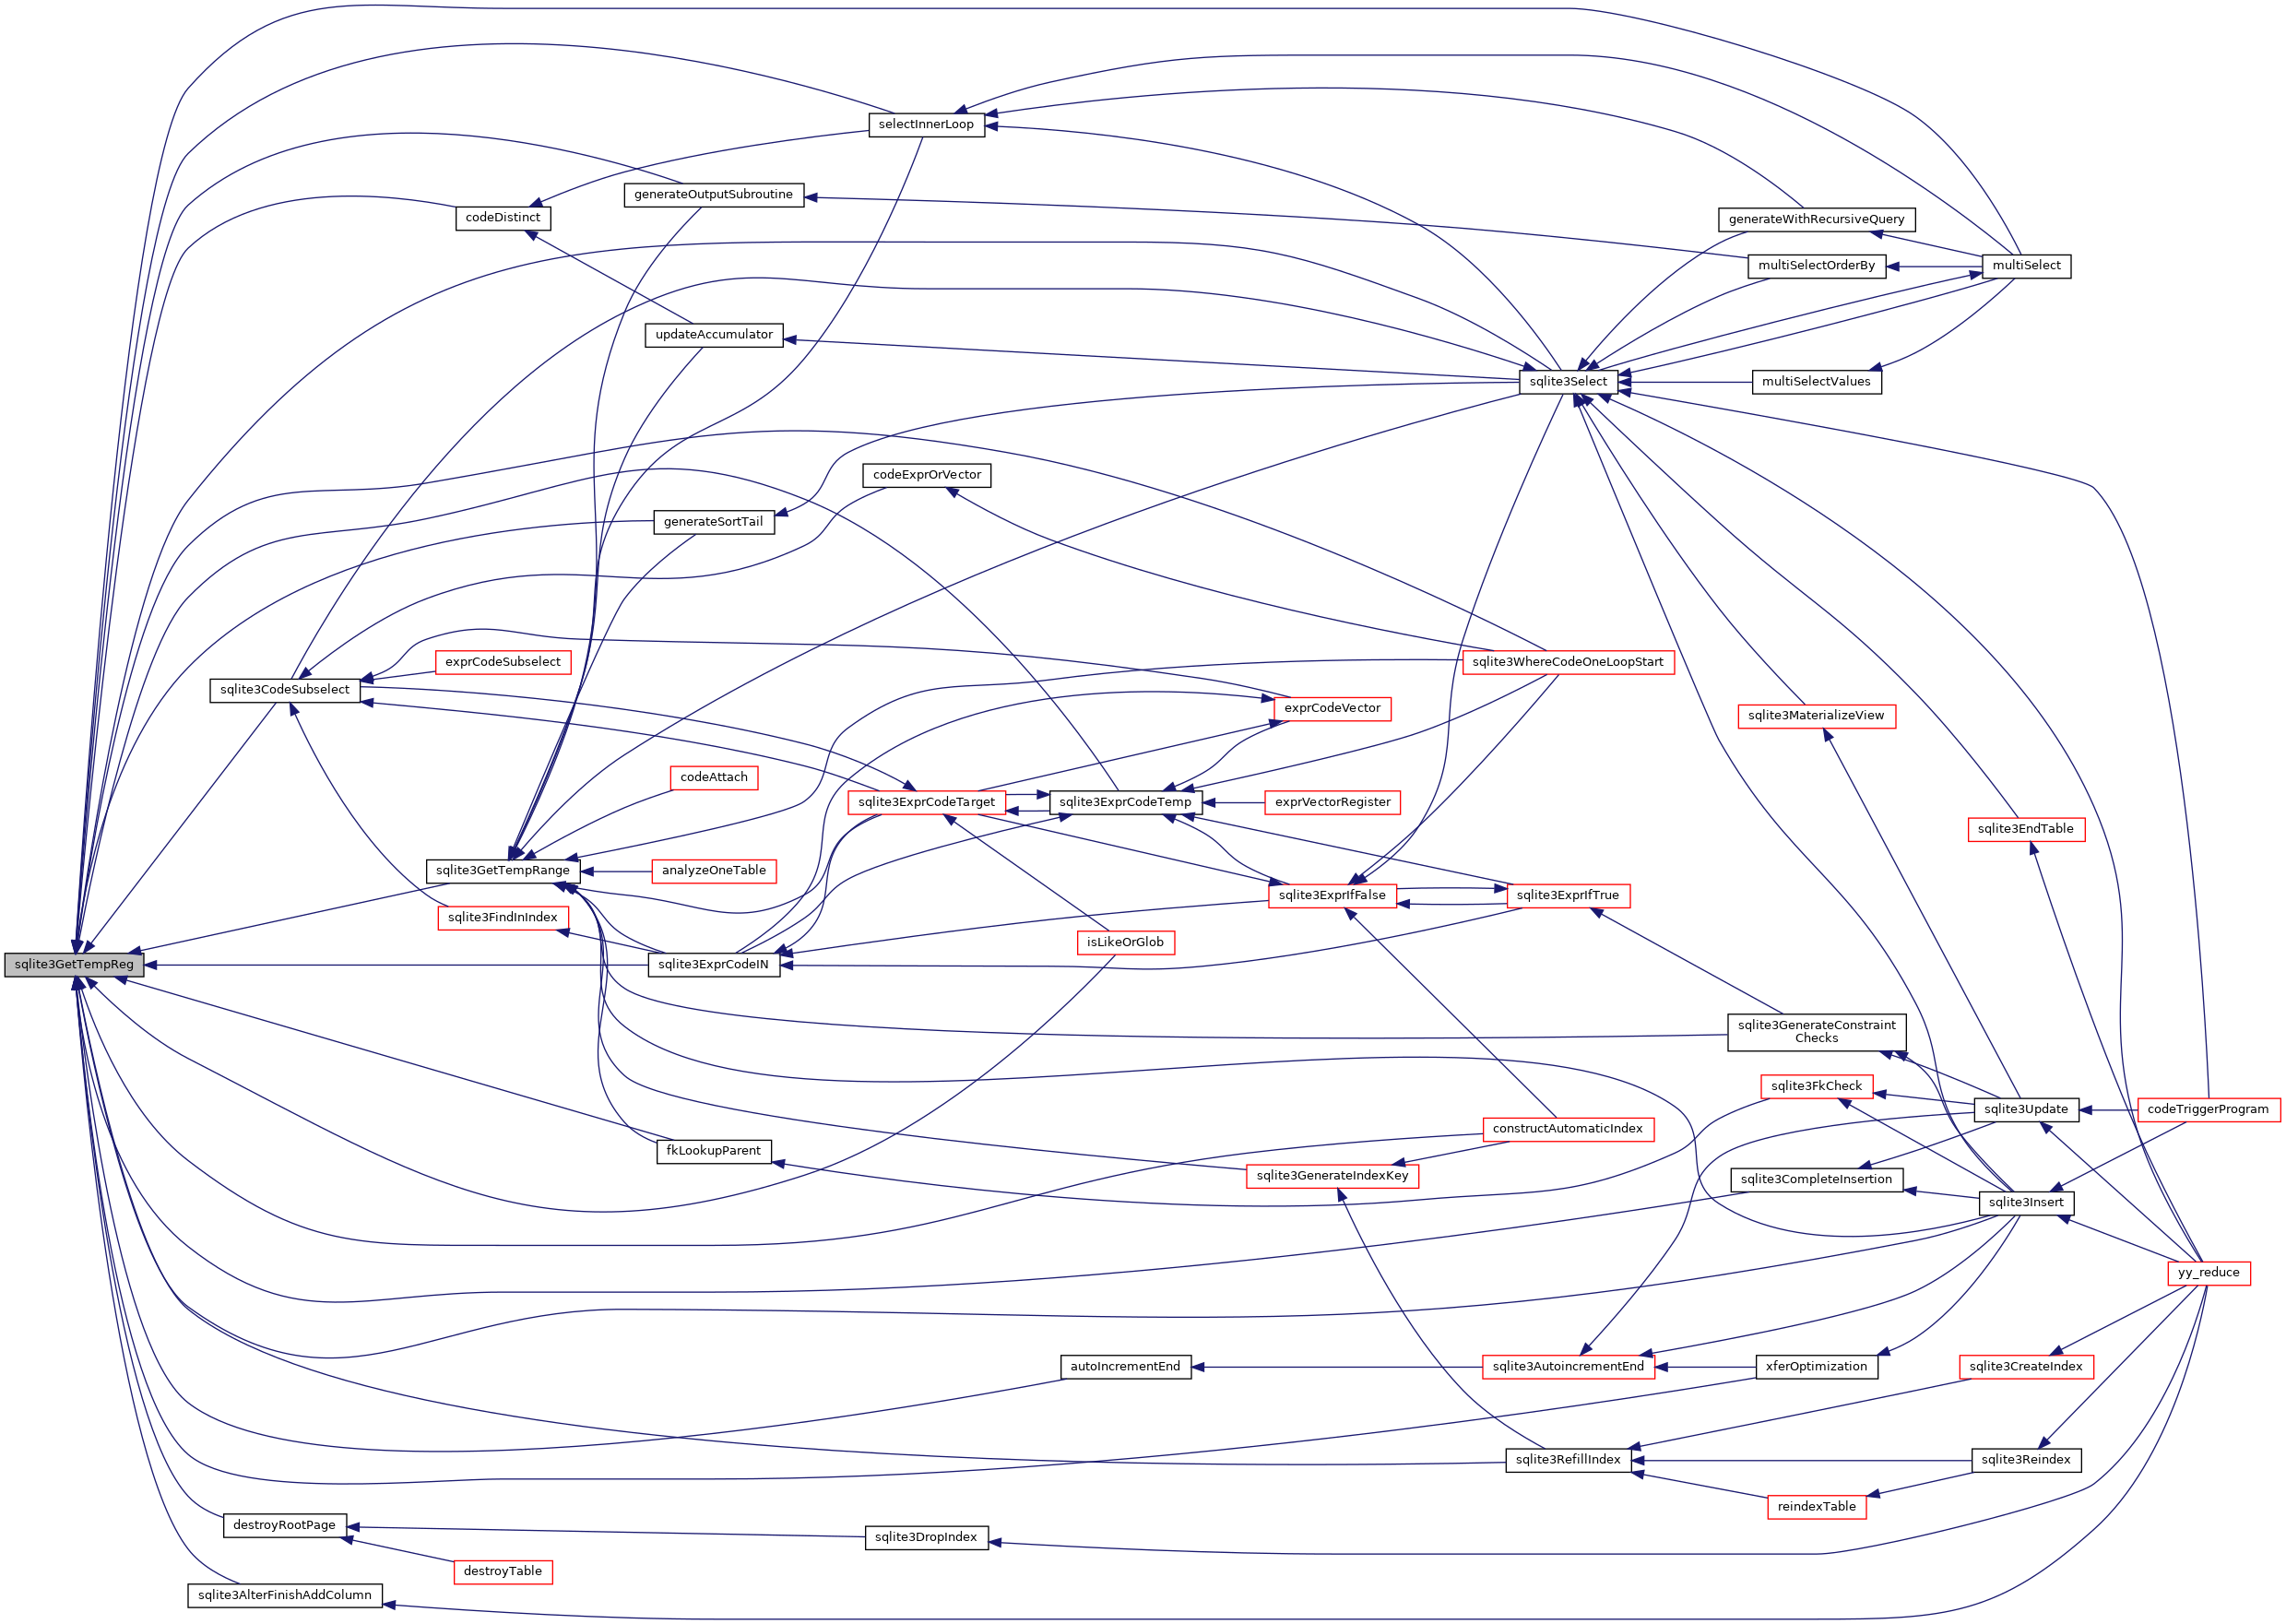 selectInnerLoop
generateOutputSubroutine
codeDistinct
generateWithRecursiveQuery
multiSelectOrderBy
multiSelect
updateAccumulator
sqlite3Select
multiSelectValues
codeExprOrVector
generateSortTail
exprCodeSubselect
sqlite3WhereCodeOneLoopStart
sqlite3CodeSubselect
exprCodeVector
sqlite3MaterializeView
codeAttach
sqlite3ExprCodeTarget
sqlite3ExprCodeTemp
exprVectorRegister
sqlite3EndTable
sqlite3GetTempRange
analyzeOneTable
sqlite3ExprIfFalse
sqlite3ExprIfTrue
sqlite3FindInIndex
isLikeOrGlob
sqlite3GetTempReg
sqlite3ExprCodeIN
sqlite3GenerateConstraint
Checks
sqlite3FkCheck
sqlite3Update
codeTriggerProgram
constructAutomaticIndex
fkLookupParent
sqlite3GenerateIndexKey
sqlite3CompleteInsertion
sqlite3Insert
yy_reduce
autoIncrementEnd
sqlite3AutoincrementEnd
xferOptimization
sqlite3CreateIndex
sqlite3RefillIndex
sqlite3Reindex
reindexTable
destroyRootPage
sqlite3DropIndex
destroyTable
sqlite3AlterFinishAddColumn